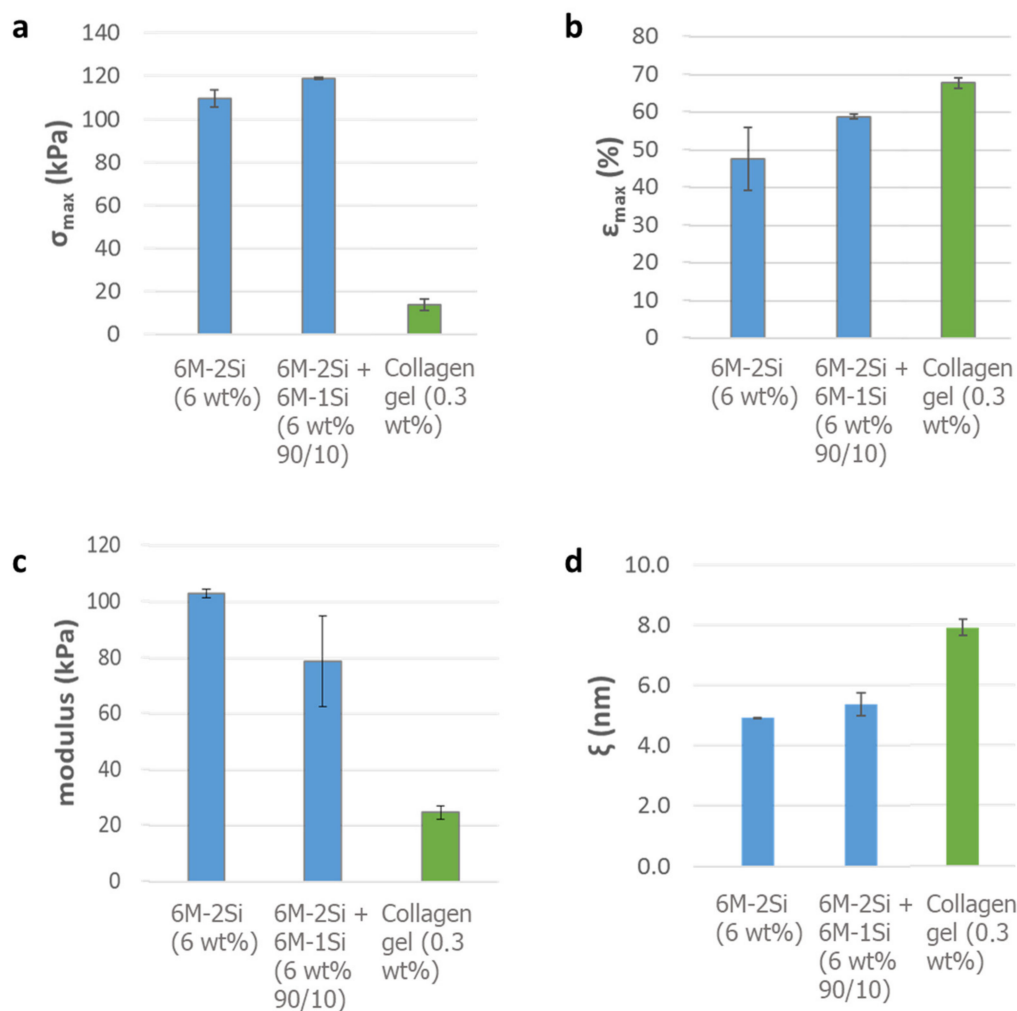 a
σmax (kPa)
140
120
100
80
60
40
20
0
6M-2Si
(6 wt%)
6M-2Si +
6M-1Si
(6 wt%
90/10)
Collagen
gel (0.3
wt%)
b
εmax (%)
80
70
60
50
40
30
20
10
0
6M-2Si
(6 wt%)
6M-2Si +
6M-1Si
(6 wt%
90/10)
Collagen
gel (0.3
wt%)
c
modulus (kPa)
120
100
80
60
40
20
0
6M-2Si
(6 wt%)
6M-2Si +
6M-1Si
(6 wt%
90/10)
Collagen
gel (0.3
wt%)
d
ξ (nm)
10.0
8.0
6.0
4.0
2.0
0.0
6M-2Si
(6 wt%)
6M-2Si +
6M-1Si
(6 wt%
90/10)
Collagen
gel (0.3
wt%)